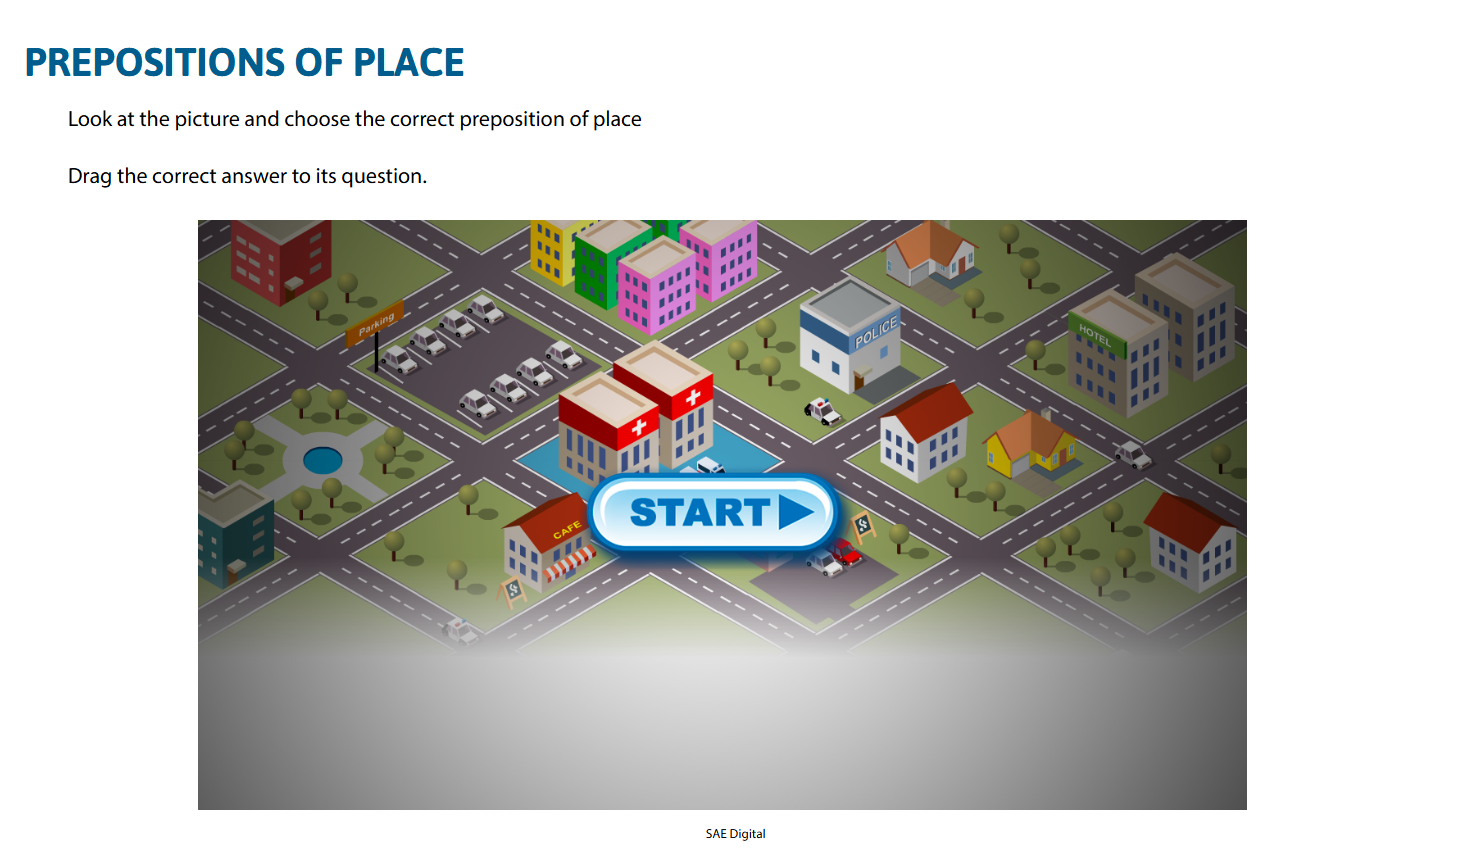 PREPOSITIONS OF PLACE
Look at the picture and choose the correct preposition of place
Drag the correct answer to its question.
Parking
POLICE
HOTEL
CAFE
START
SAE Digital